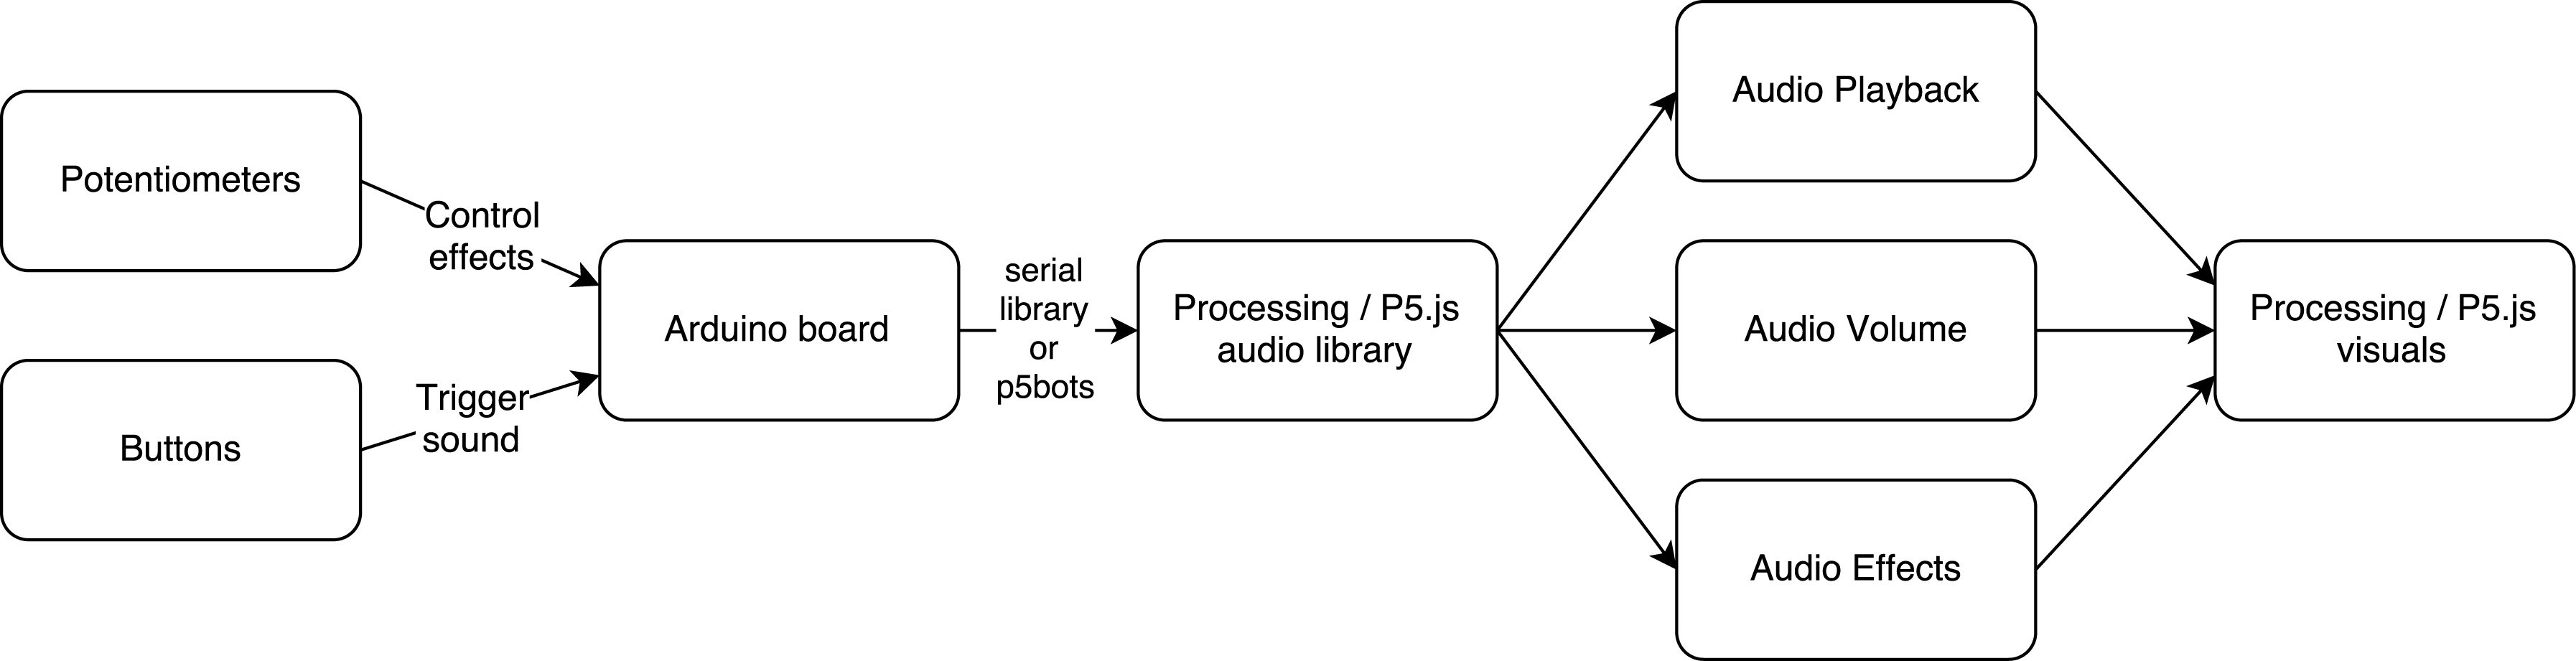 Potentiometers
Control
effects
Buttons
Trigger
sound
Arduino board
serial
library
or
p5bots
Processing / P5.js
audio library
Audio Playback
Audio Volume
Audio Effects
Processing / P5.js
visuals